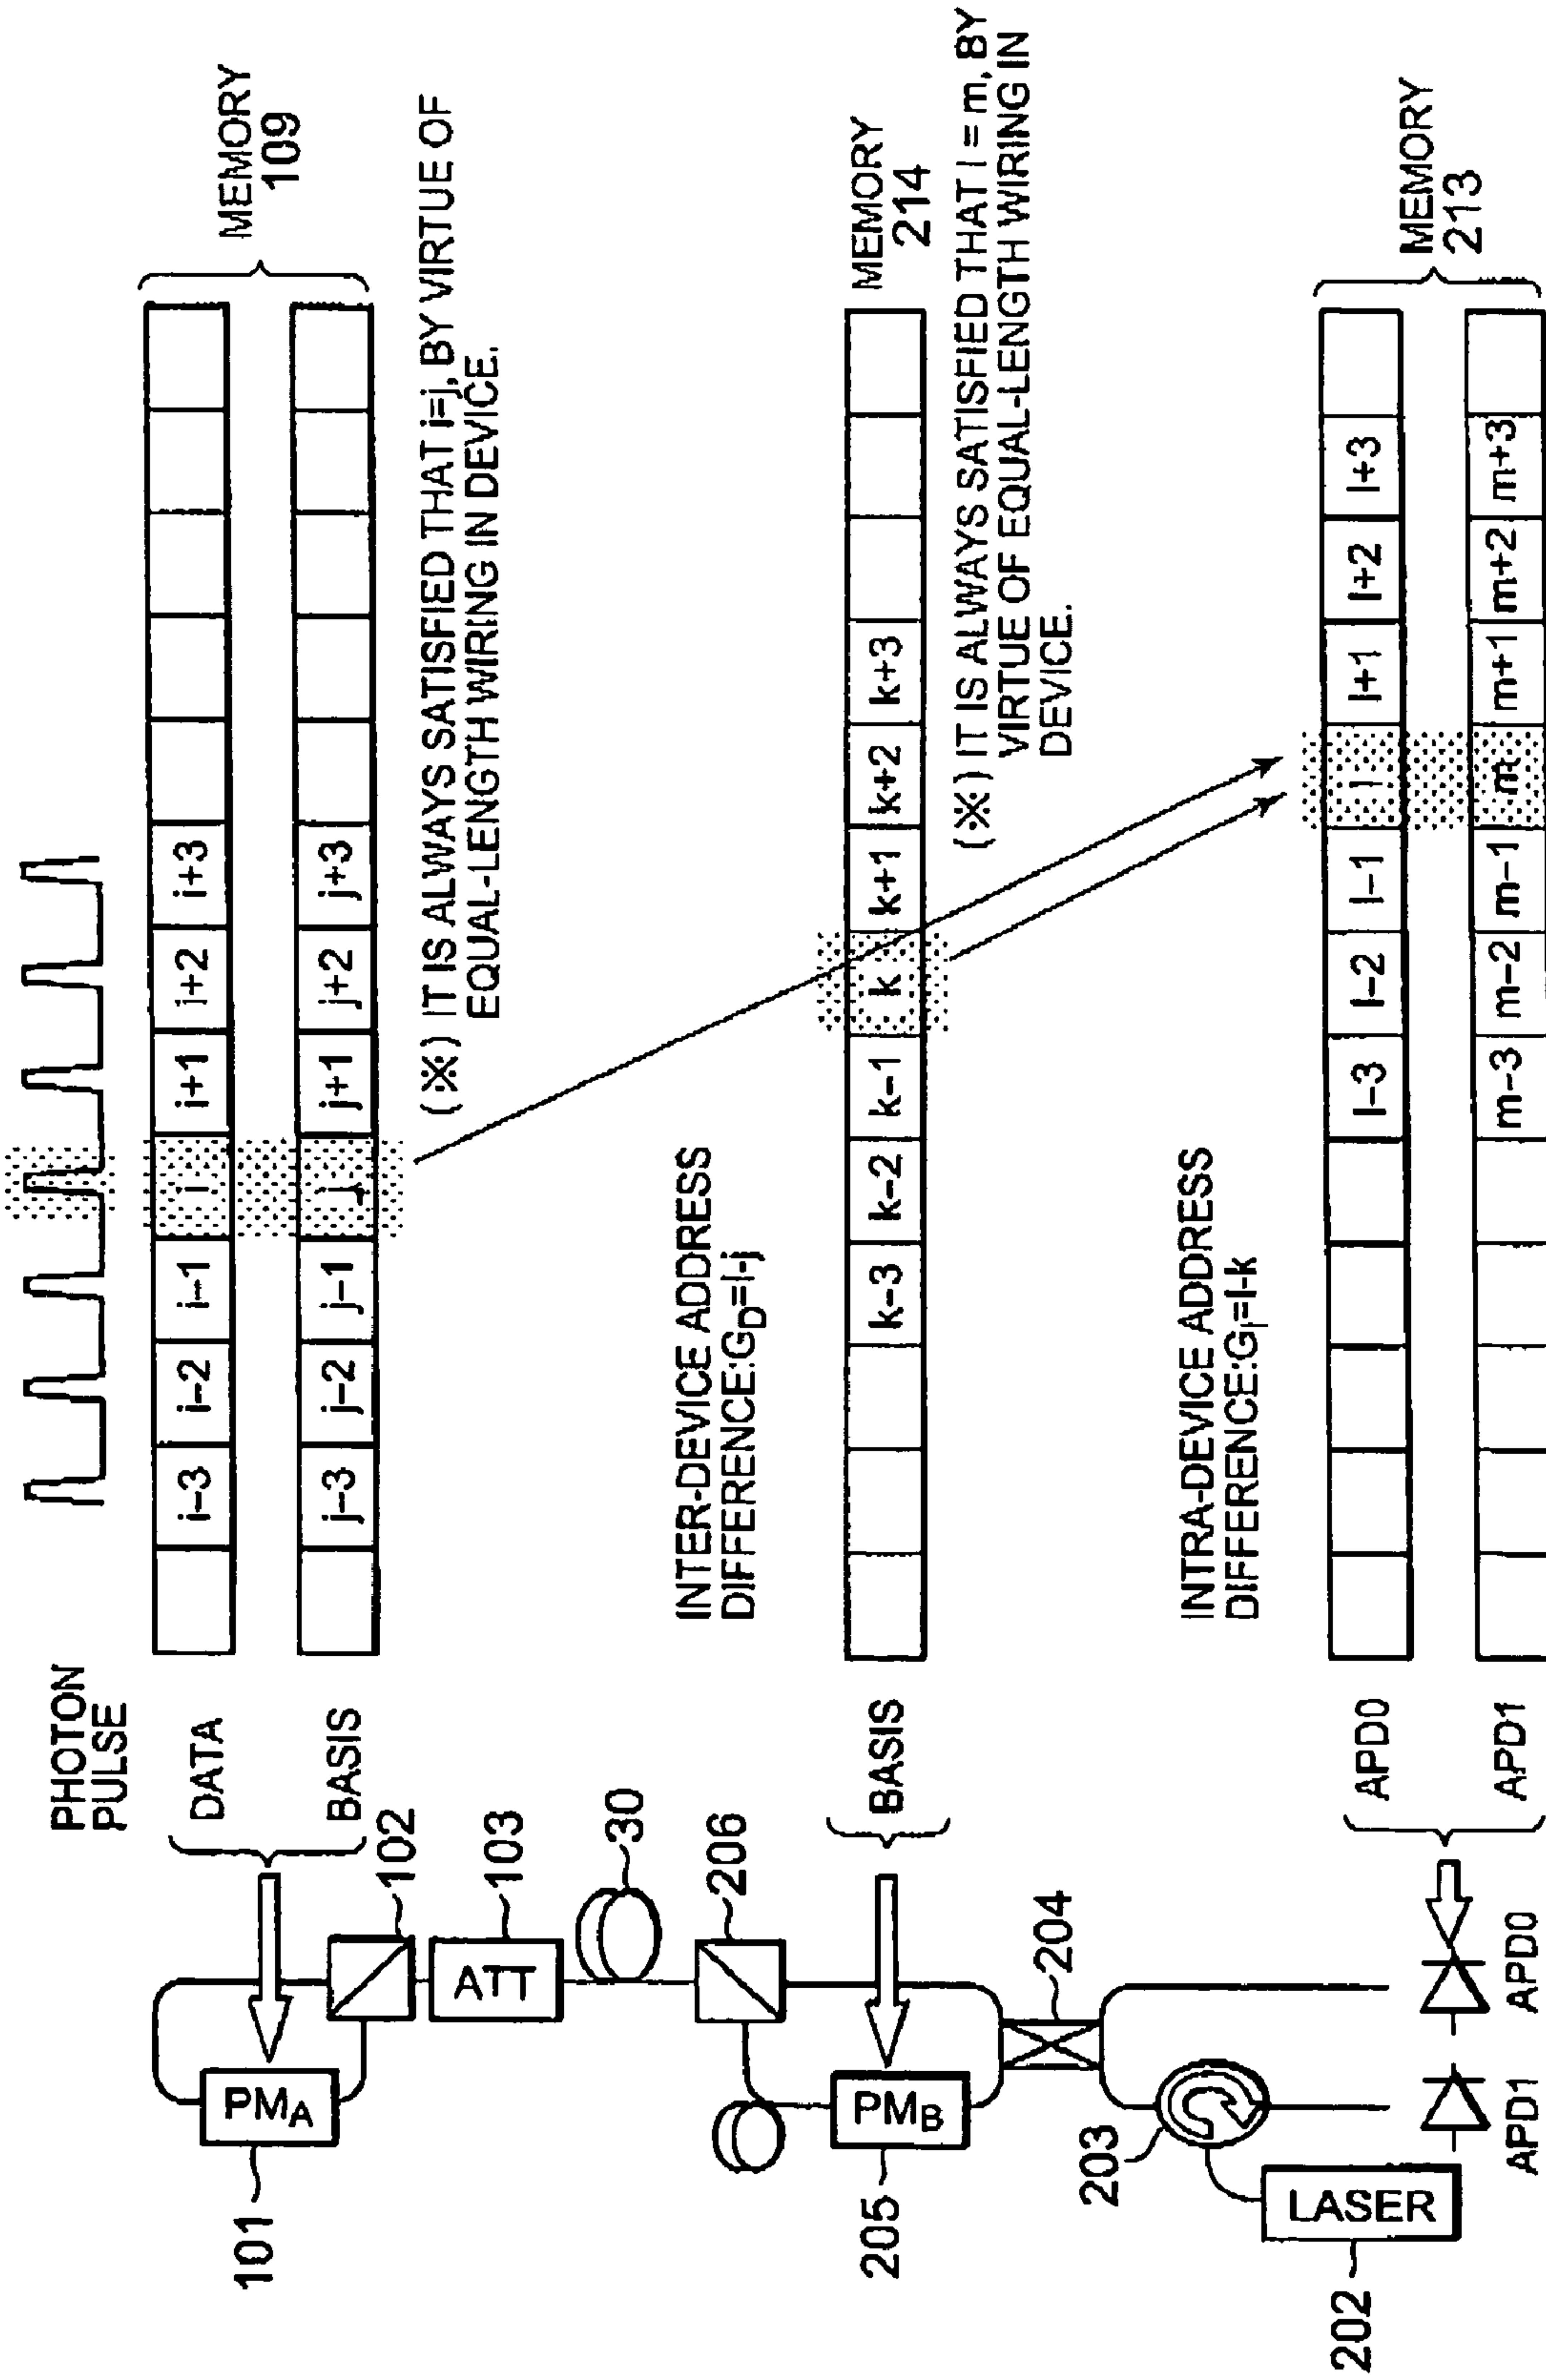 PHOTON
PULSE
DATA
i−3 i−2 i−1 i i+1 i+2 i+3
BASIS
j−3 j−2 j−1 j j+1 j+2 j+3
MEMORY
109
(※) IT IS ALWAYS SATISFIED THAT i=j, BY VIRTUE OF
EQUAL-LENGTH WIRING IN DEVICE.
INTER-DEVICE ADDRESS
DIFFERENCE:G_D=l-j
BASIS
k−3 k−2 k−1 k k+1 k+2 k+3
MEMORY
214
(※) IT IS ALWAYS SATISFIED THAT l = m, BY
VIRTUE OF EQUAL-LENGTH WIRING IN
DEVICE.
INTRA-DEVICE ADDRESS
DIFFERENCE:G_I=l-k
APD0
l−3 l−2 l−1 l l+1 l+2 l+3
APD1
m−3 m−2 m−1 m m+1 m+2 m+3
MEMORY
213
101
PM_A
102
103
ATT
30
206
205
PM_B
204
203
202
LASER
APD1
APD0